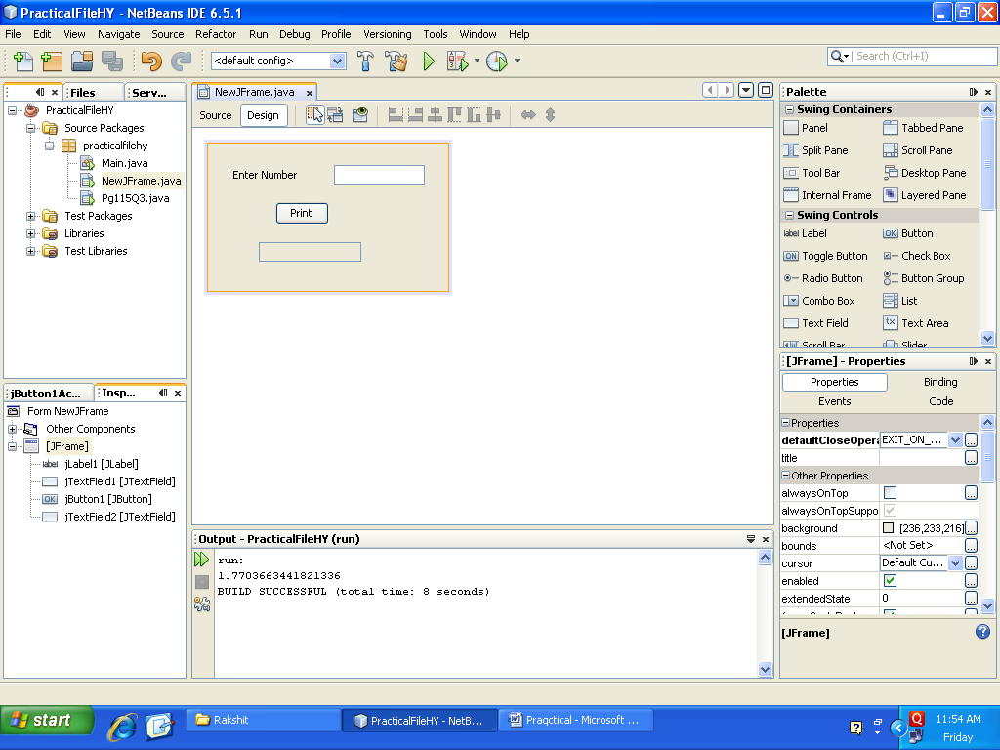 PracticalFileHY - NetBeans IDE 6.5.1
File Edit View Navigate Source Refactor Run Debug Profile Versioning Tools Window Help
<default config>
Search (Ctrl+I)
Files
Serv...
PracticalFileHY
Source Packages
practicalfilehy
Main.java
NewJFrame.java
Pg115Q3.java
Test Packages
Libraries
Test Libraries
jButton1Ac...
Insp...
Form NewJFrame
Other Components
[JFrame]
jLabel1 [JLabel]
jTextField1 [JTextField]
jButton1 [JButton]
jTextField2 [JTextField]
NewJFrame.java
Source Design
Enter Number
Print
Output - PracticalFileHY (run)
run:
1.7703663441821336
BUILD SUCCESSFUL (total time: 8 seconds)
Palette
Swing Containers
Panel Tabbed Pane
Split Pane Scroll Pane
Tool Bar Desktop Pane
Internal Frame Layered Pane
Swing Controls
label Label OK Button
ON Toggle Button Check Box
Radio Button Button Group
Combo Box List
Text Field Text Area
Scroll Bar Slider
[JFrame] - Properties
Properties Binding
Events Code
Properties
defaultCloseOpera EXIT_ON_... ...
title ...
Other Properties
alwaysOnTop ...
alwaysOnTopSuppo
background [236,233,216] ...
bounds <Not Set> ...
cursor Default Cu... ...
enabled ...
extendedState 0 ...
[JFrame]
start
Rakshit
PracticalFileHY - NetB...
Praqctical - Microsoft ...
11:54 AM
Friday